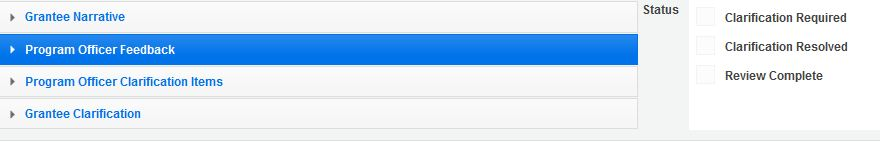 Grantee Narrative
Program Officer Feedback
Program Officer Clarification Items
Grantee Clarification
Status
Clarification Required
Clarification Resolved
Review Complete